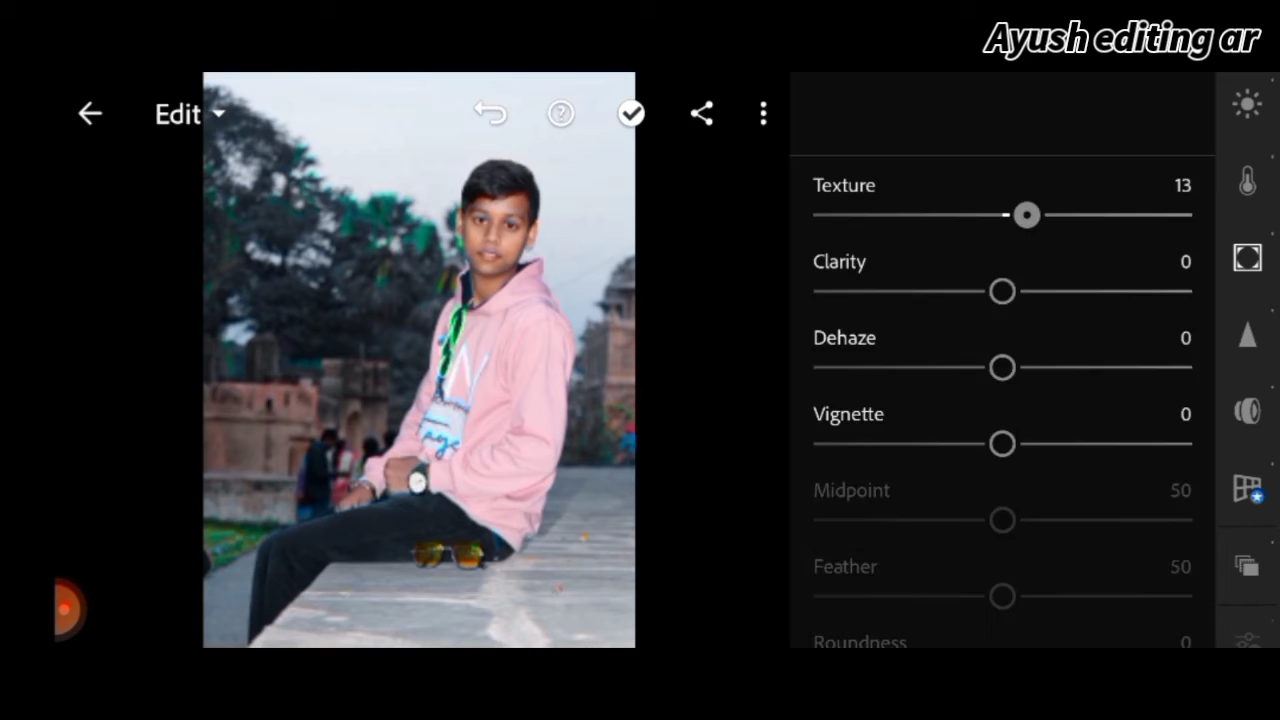 Ayush editing ar
Edit
Texture 13
Clarity 0
Dehaze 0
Vignette 0
Midpoint 50
Feather 50
Roundness 0